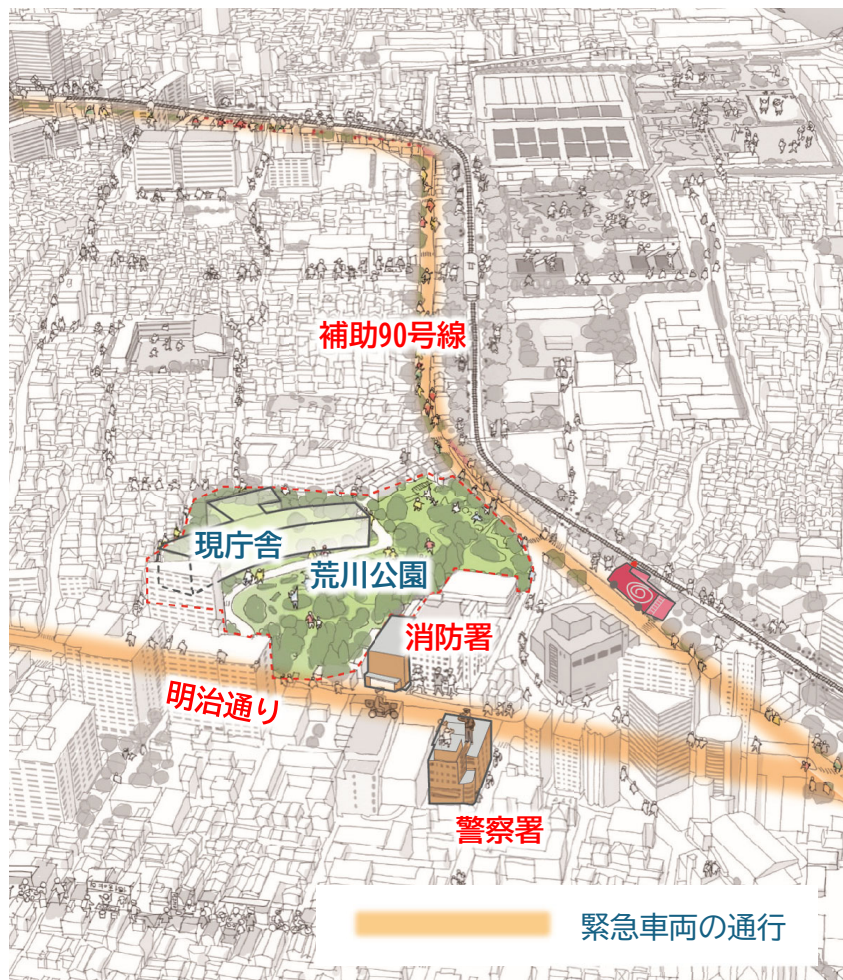 補助90号線
現庁舎
荒川公園
消防署
明治通り
警察署
緊急車両の通行